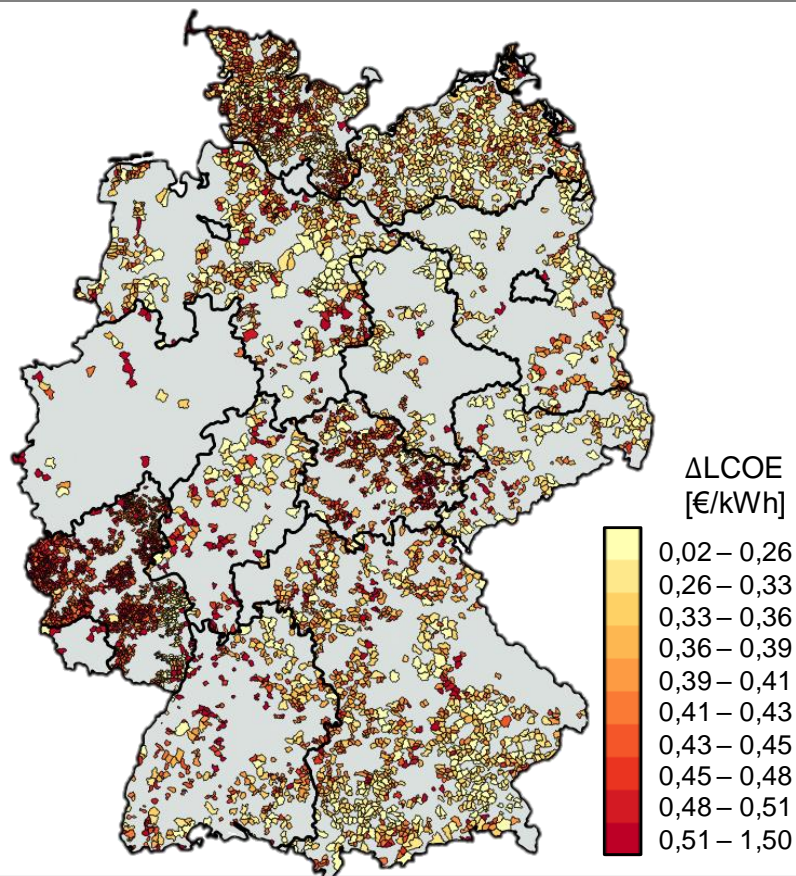 ΔLCOE
[€/kWh]
0,02 – 0,26
0,26 – 0,33
0,33 – 0,36
0,36 – 0,39
0,39 – 0,41
0,41 – 0,43
0,43 – 0,45
0,45 – 0,48
0,48 – 0,51
0,51 – 1,50